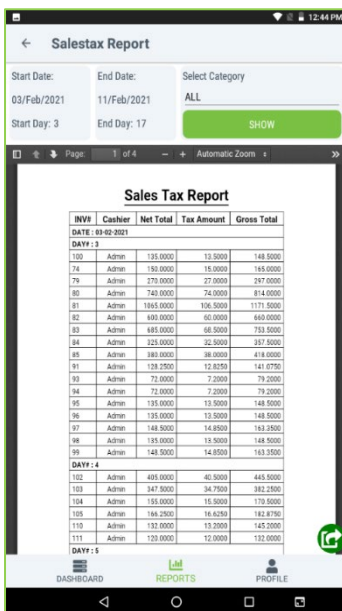 12:44 PM
Salestax Report
Start Date: End Date: Select Category
03/Feb/2021 11/Feb/2021 ALL
Start Day: 3 End Day: 17 SHOW
Page: 1 of 4 − + Automatic Zoom
Sales Tax Report
INV# Cashier Net Total Tax Amount Gross Total
DATE : 03-02-2021
DAY# : 3
100 Admin 135.0000 13.5000 148.5000
74 Admin 150.0000 15.0000 165.0000
79 Admin 270.0000 27.0000 297.0000
80 Admin 740.0000 74.0000 814.0000
81 Admin 1065.0000 106.5000 1171.5000
82 Admin 600.0000 60.0000 660.0000
83 Admin 685.0000 68.5000 753.5000
84 Admin 325.0000 32.5000 357.5000
85 Admin 380.0000 38.0000 418.0000
91 Admin 128.2500 12.8250 141.0750
93 Admin 72.0000 7.2000 79.2000
94 Admin 72.0000 7.2000 79.2000
95 Admin 135.0000 13.5000 148.5000
96 Admin 135.0000 13.5000 148.5000
97 Admin 148.5000 14.8500 163.3500
98 Admin 135.0000 13.5000 148.5000
99 Admin 148.5000 14.8500 163.3500
DAY# : 4
102 Admin 405.0000 40.5000 445.5000
103 Admin 347.5000 34.7500 382.2500
104 Admin 155.0000 15.5000 170.5000
105 Admin 166.2500 16.6250 182.8750
110 Admin 132.0000 13.2000 145.2000
111 Admin 120.0000 12.0000 132.0000
DAY# : 5
DASHBOARD REPORTS PROFILE